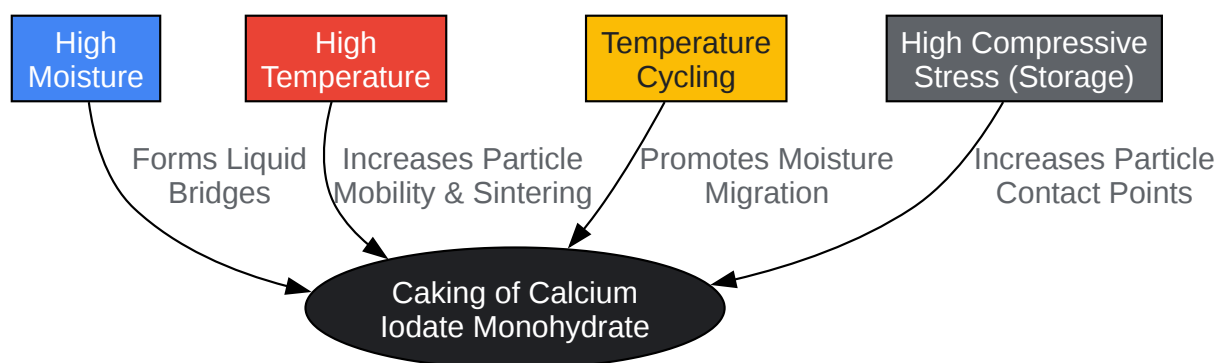 High
Moisture
High
Temperature
Temperature
Cycling
High Compressive
Stress (Storage)
Forms Liquid
Bridges
Increases Particle
Mobility & Sintering
Promotes Moisture
Migration
Increases Particle
Contact Points
Caking of Calcium
Iodate Monohydrate